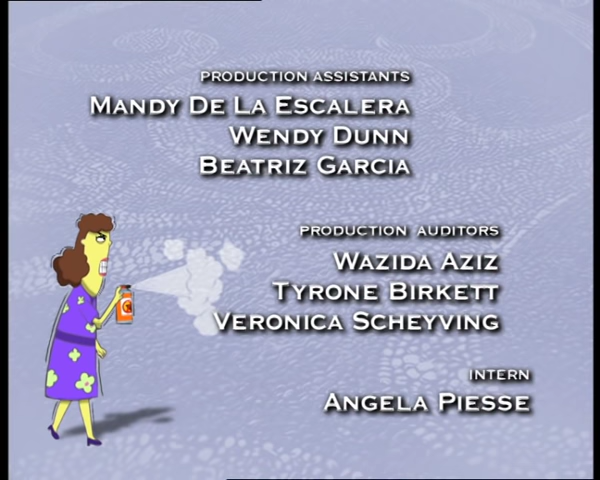 PRODUCTION ASSISTANTS
MANDY DE LA ESCALERA
WENDY DUNN
BEATRIZ GARCIA
PRODUCTION AUDITORS
WAZIDA AZIZ
TYRONE BIRKETT
VERONICA SCHEYVING
INTERN
ANGELA PIESSE